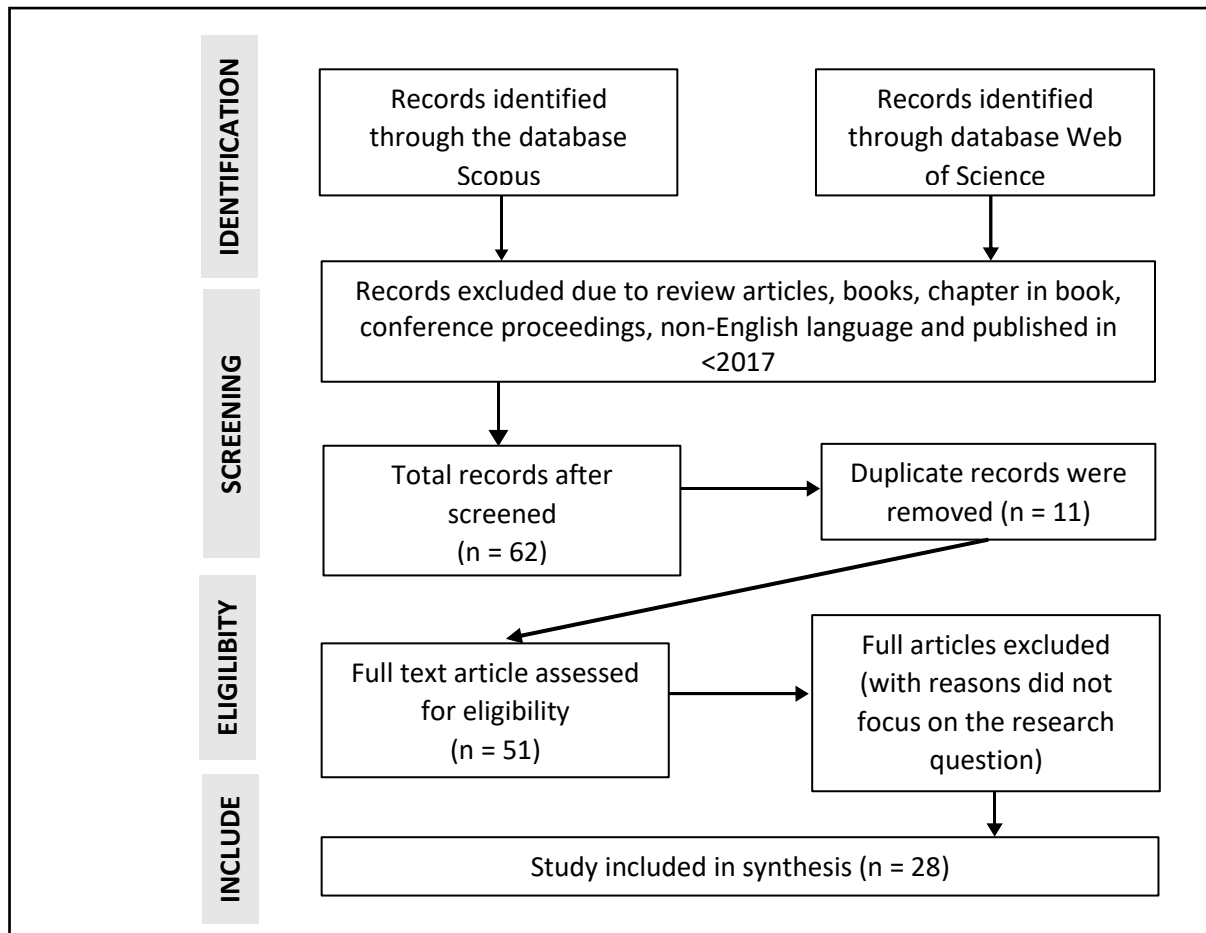 IDENTIFICATION
Records identified
through the database
Scopus
Records identified
through database Web
of Science
Records excluded due to review articles, books, chapter in book,
conference proceedings, non-English language and published in
<2017
SCREENING
Total records after
screened
(n = 62)
Duplicate records were
removed (n = 11)
ELIGILIBITY
Full text article assessed
for eligibility
(n = 51)
Full articles excluded
(with reasons did not
focus on the research
question)
INCLUDE
Study included in synthesis (n = 28)